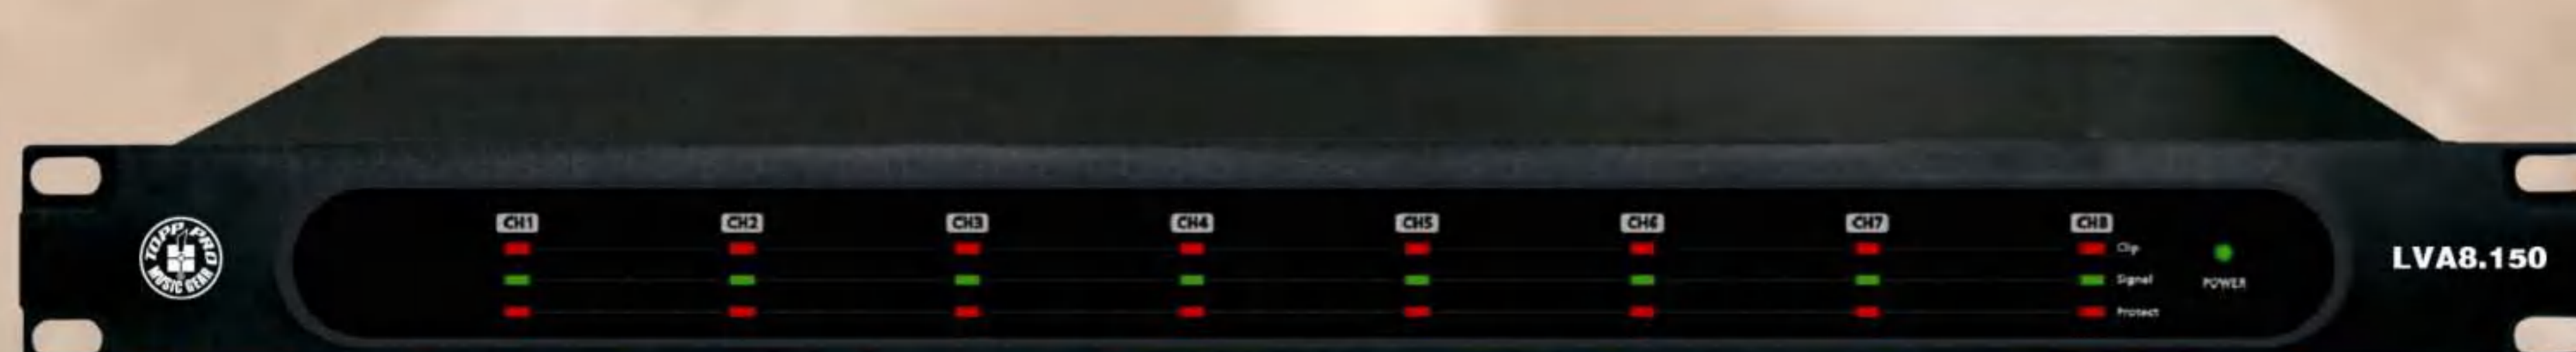 TOPP PRO
MUSIC GEAR
CH1 CH2 CH3 CH4 CH5 CH6 CH7 CH8
Clip
Signal
Protect
POWER
LVA8.150